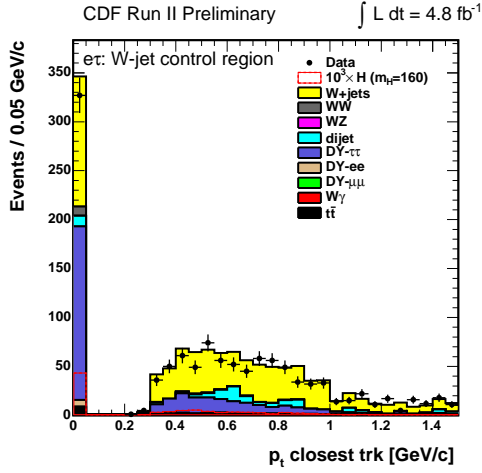 CDF Run II Preliminary
∫ L dt = 4.8 fb⁻¹
eτ: W-jet control region
Data
10³× H (m_H=160)
W+jets
WW
WZ
dijet
DY-ττ
DY-ee
DY-μμ
Wγ
tt̄
Events / 0.05 GeV/c
350
300
250
200
150
100
50
0
0 0.2 0.4 0.6 0.8 1 1.2 1.4
p_t closest trk [GeV/c]